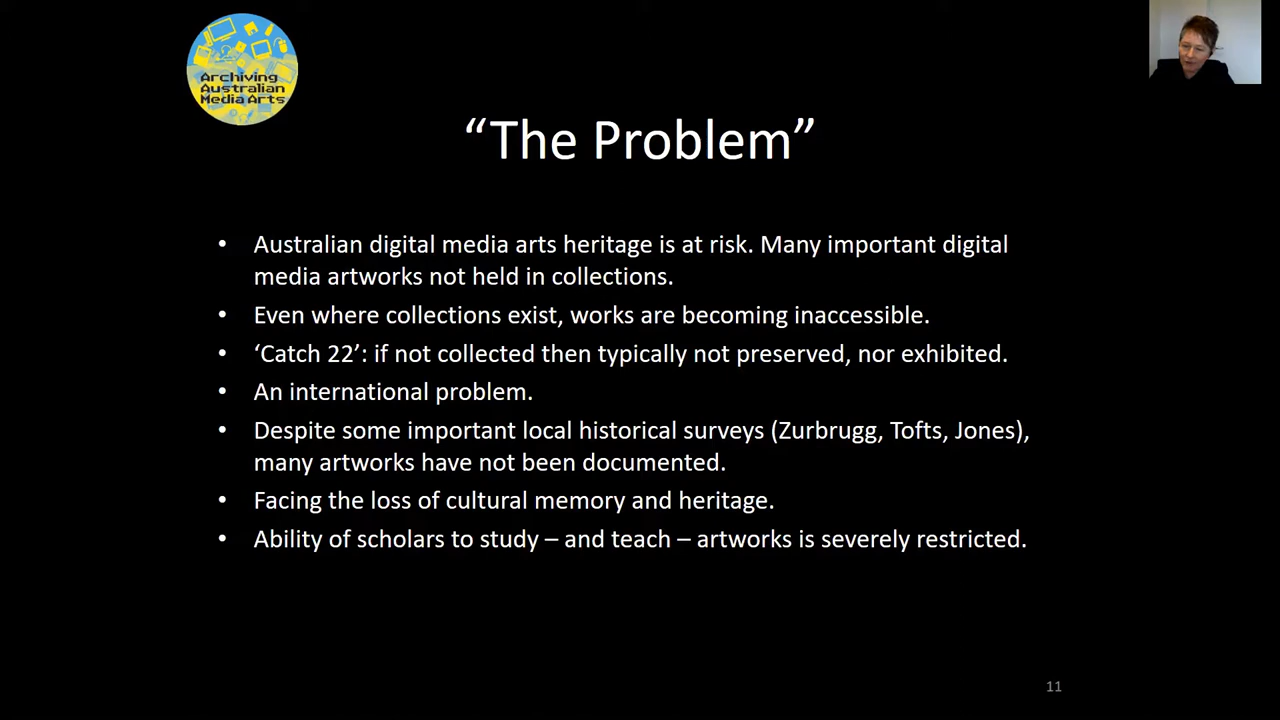 Archiving
Australian
Media Arts
“The Problem”
• Australian digital media arts heritage is at risk. Many important digital
media artworks not held in collections.
• Even where collections exist, works are becoming inaccessible.
• ‘Catch 22’: if not collected then typically not preserved, nor exhibited.
• An international problem.
• Despite some important local historical surveys (Zurbrugg, Tofts, Jones),
many artworks have not been documented.
• Facing the loss of cultural memory and heritage.
• Ability of scholars to study – and teach – artworks is severely restricted.
11